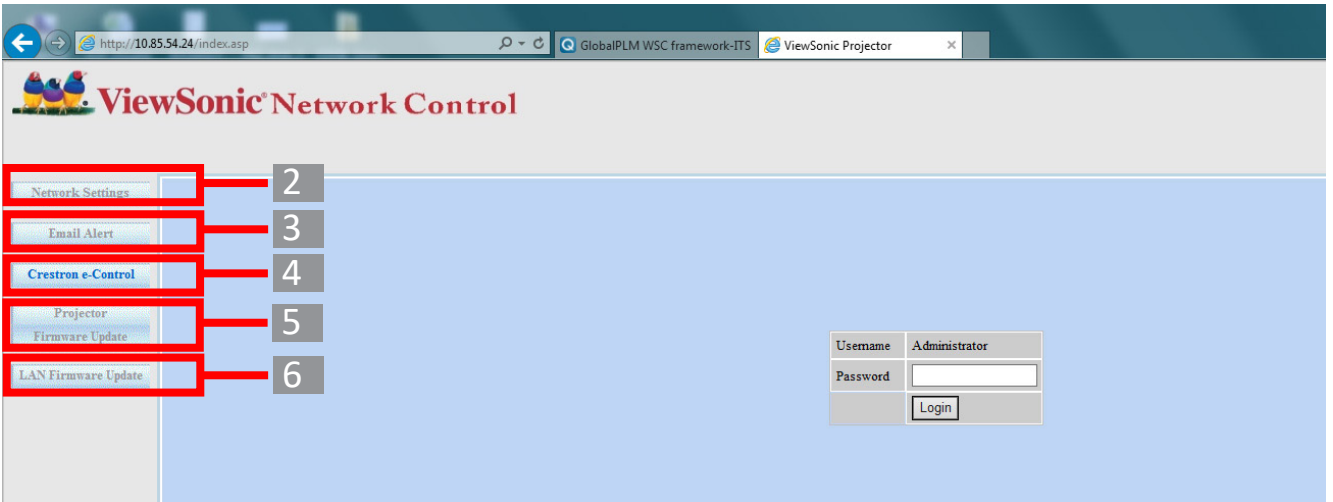 http://10.85.54.24/index.asp
GlobalPLM WSC framework-ITS
ViewSonic Projector
ViewSonic® Network Control
Network Settings
2
Email Alert
3
Crestron e-Control
4
Projector
Firmware Update
5
LAN Firmware Update
6
Username Administrator
Password
Login